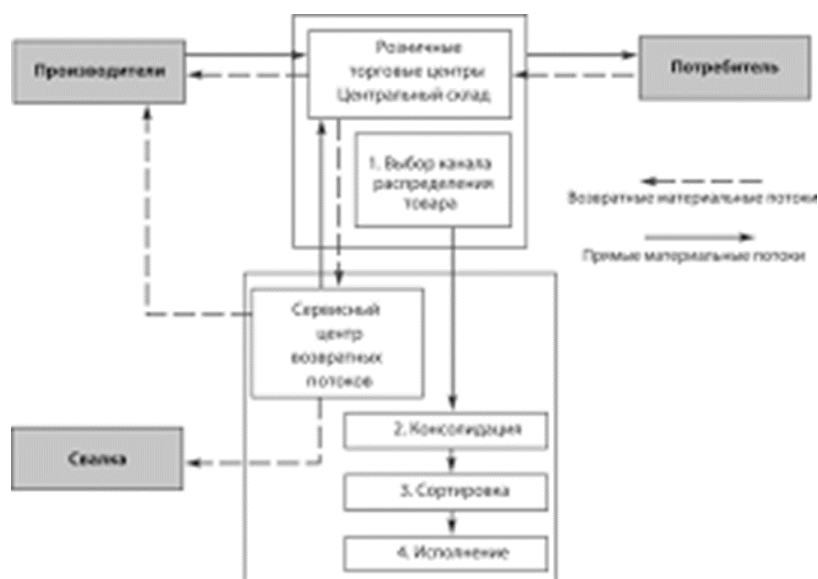 Производители
Розничные
торговые центры
Центральный склад
Потребитель
1. Выбор канала
распределения
товара
Возвратные материальные потоки
Прямые материальные потоки
Сервисный
центр
возвратных
потоков
2. Консолидация
Свалка
3. Сортировка
4. Исполнение